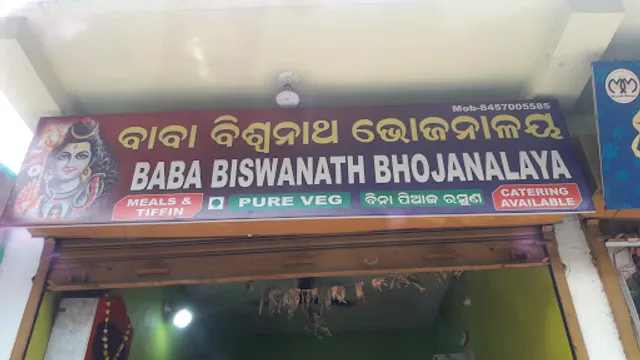 Mob-8457005585
ବାବା ବିଶ୍ୱନାଥ ଭୋଜନାଳୟ
BABA BISWANATH BHOJANALAYA
MEALS & TIFFIN
PURE VEG
ବିନା ପିଆଜ ରସୁଣ
CATERING AVAILABLE